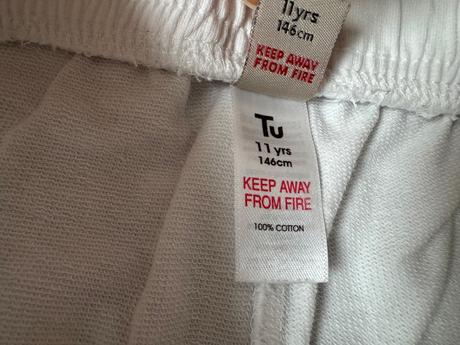 11yrs
146cm
KEEP AWAY
FROM FIRE
Tu
11 yrs
146cm
KEEP AWAY
FROM FIRE
100% COTTON